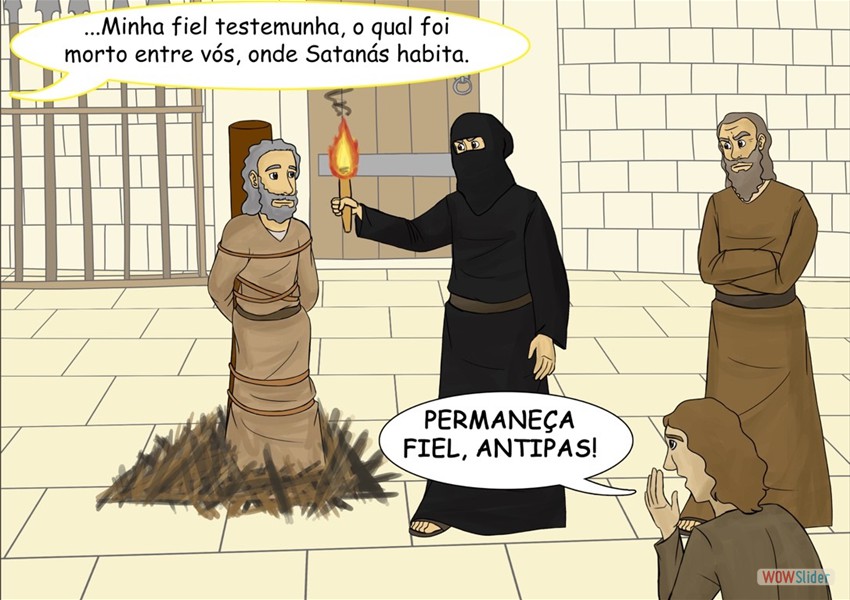 ...Minha fiel testemunha, o qual foi
morto entre vós, onde Satanás habita.
PERMANEÇA
FIEL, ANTIPAS!
WOWSlider